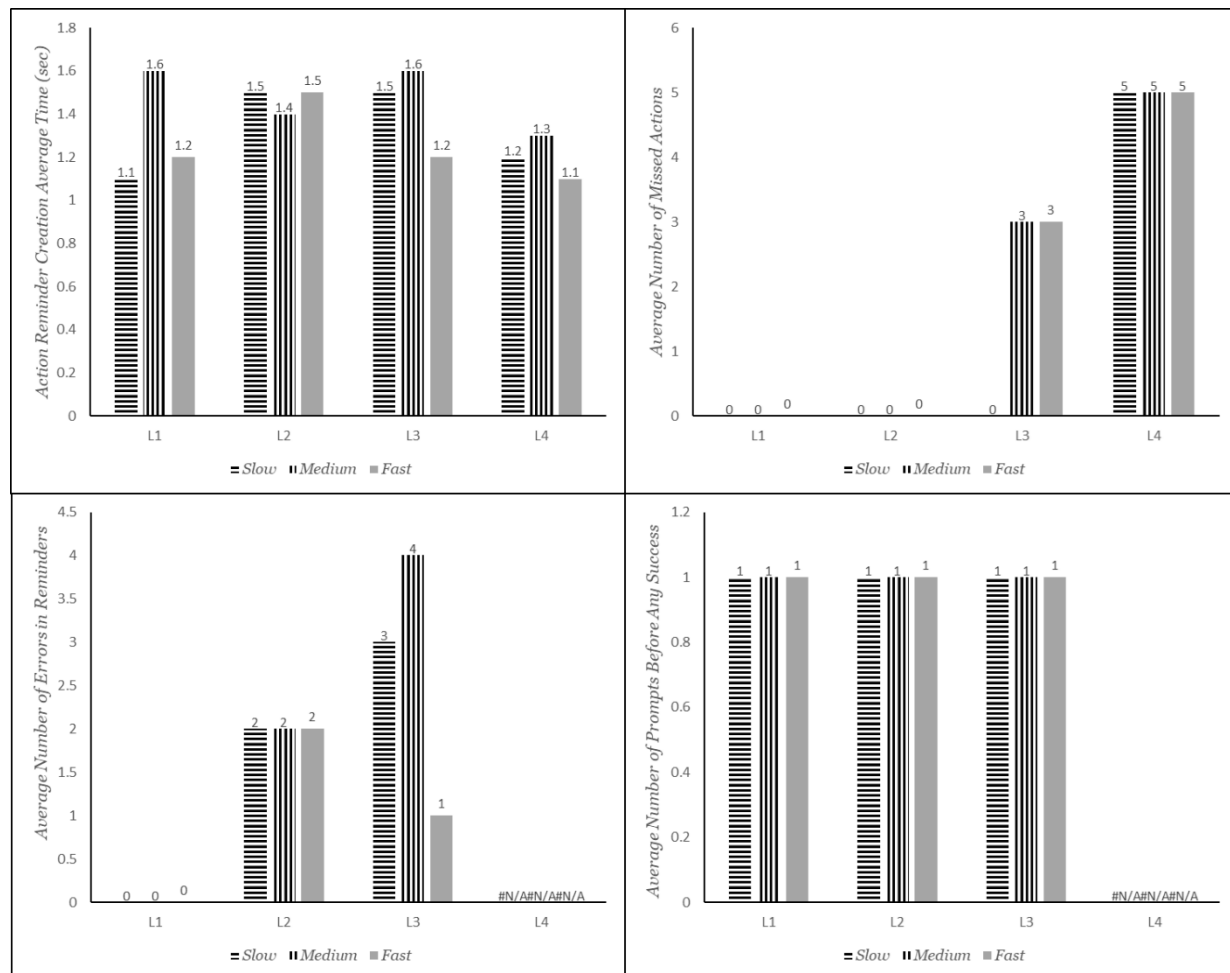 Action Reminder Creation Average Time (sec)
1.8
1.6
1.4
1.2
1
0.8
0.6
0.4
0.2
0
1.1
1.6
1.2
1.5
1.4
1.5
1.5
1.6
1.2
1.2
1.3
1.1
L1
L2
L3
L4
Slow
Medium
Fast
Average Number of Missed Actions
6
5
4
3
2
1
0
0
0
0
0
0
0
0
3
3
5
5
5
L1
L2
L3
L4
Slow
Medium
Fast
Average Number of Errors in Reminders
4.5
4
3.5
3
2.5
2
1.5
1
0.5
0
0
0
0
2
2
2
3
4
1
#N/A#N/A#N/A
L1
L2
L3
L4
Slow
Medium
Fast
Average Number of Prompts Before Any Success
1.2
1
0.8
0.6
0.4
0.2
0
1
1
1
1
1
1
1
1
1
#N/A#N/A#N/A
L1
L2
L3
L4
Slow
Medium
Fast